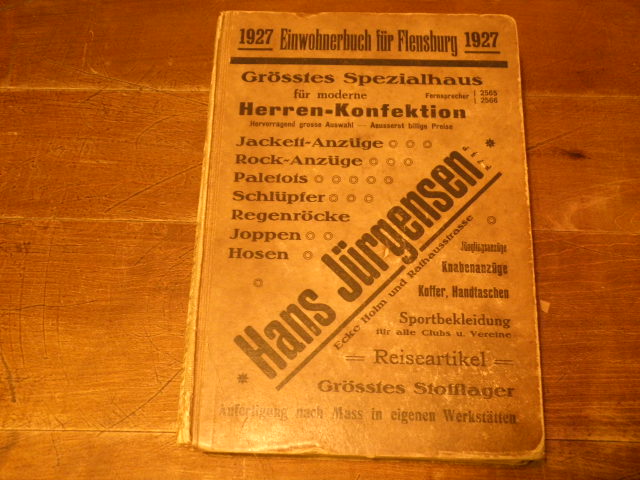 1927 Einwohnerbuch für Flensburg 1927
Grösstes Spezialhaus
für moderne
Fernsprecher 2565
2566
Herren-Konfektion
Hervorragend grosse Auswahl — Aeusserst billige Preise
Jackett-Anzüge
Rock-Anzüge
Paletots
Schlüpfer
Regenröcke
Joppen
Hosen
Hans Jürgensen
Ecke Holm und Rathausstrasse
Jünglingsanzüge
Knabenanzüge
Koffer, Handtaschen
Sportbekleidung
für alle Clubs u. Vereine
Reiseartikel
Grösstes Stofflager
Anfertigung nach Mass in eigenen Werkstätten